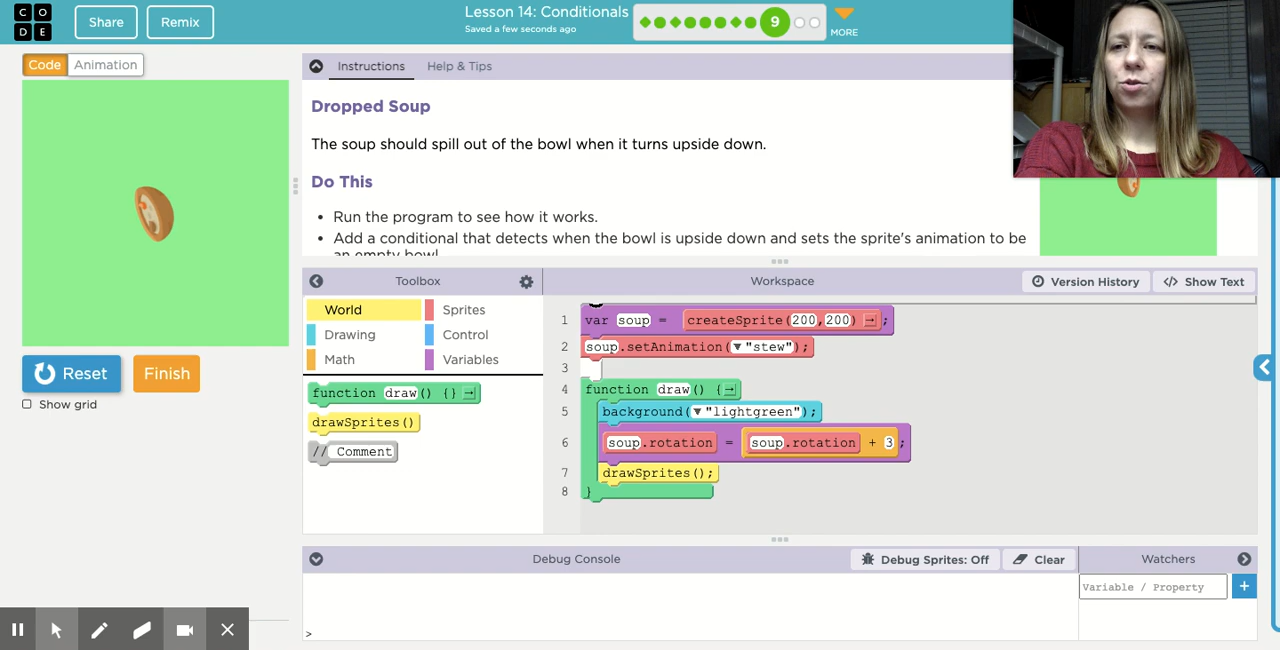 C O
D E
Share
Remix
Lesson 14: Conditionals
Saved a few seconds ago
9
MORE
Code
Animation
Instructions
Help & Tips
Dropped Soup
The soup should spill out of the bowl when it turns upside down.
Do This
• Run the program to see how it works.
• Add a conditional that detects when the bowl is upside down and sets the sprite's animation to be
an empty bowl
Toolbox
Workspace
Version History
</> Show Text
World
Sprites
Drawing
Control
Math
Variables
function draw() {}
drawSprites()
// Comment
1 var soup = createSprite(200,200);
2 soup.setAnimation("stew");
3
4 function draw() {
5 background("lightgreen");
6 soup.rotation = soup.rotation + 3;
7 drawSprites();
8 }
Reset
Finish
Show grid
Debug Console
Debug Sprites: Off
Clear
Watchers
Variable / Property
+
>